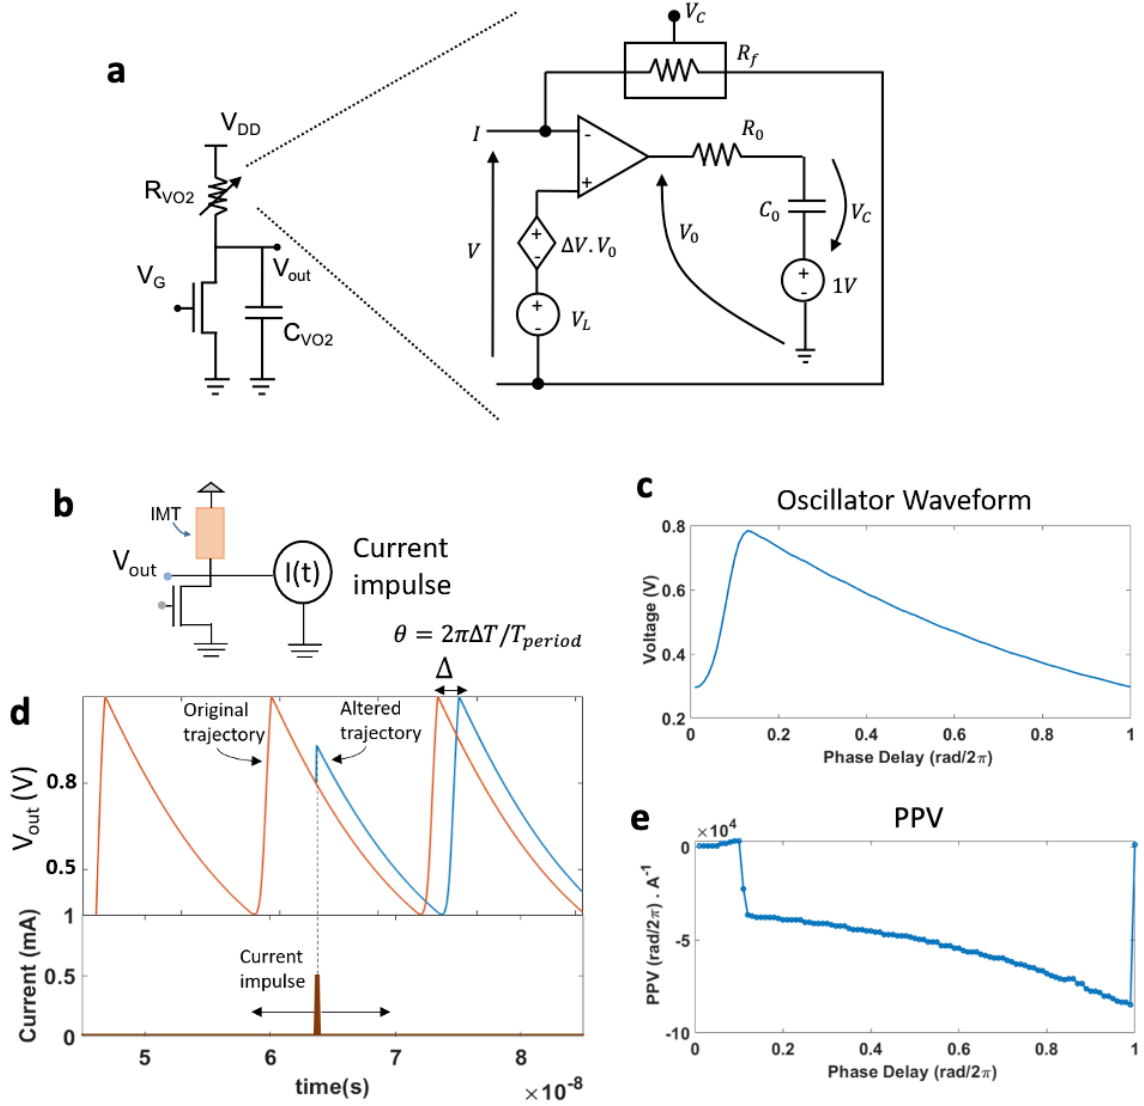 a
V_C
R_f
I
-
+
R_0
V_DD
R_VO2
V_G
V_out
C_VO2
V
+
-
ΔV.V_0
+
-
V_L
V_0
C_0
V_C
+
-
1V
b
IMT
V_out
I(t)
Current
impulse
θ = 2πΔT/T_period
Δ
c
Oscillator Waveform
Voltage (V)
0.8
0.6
0.4
0.2
0 0.2 0.4 0.6 0.8 1
Phase Delay (rad/2π)
d
Original
trajectory
Altered
trajectory
V_out (V)
0.8
0.5
1
Current (mA)
0.5
0
Current
impulse
5 6 7 8
time(s)
×10^-8
e
PPV
×10^4
PPV (rad/2π) . A^-1
0
-5
-10
0 0.2 0.4 0.6 0.8 1
Phase Delay (rad/2π)